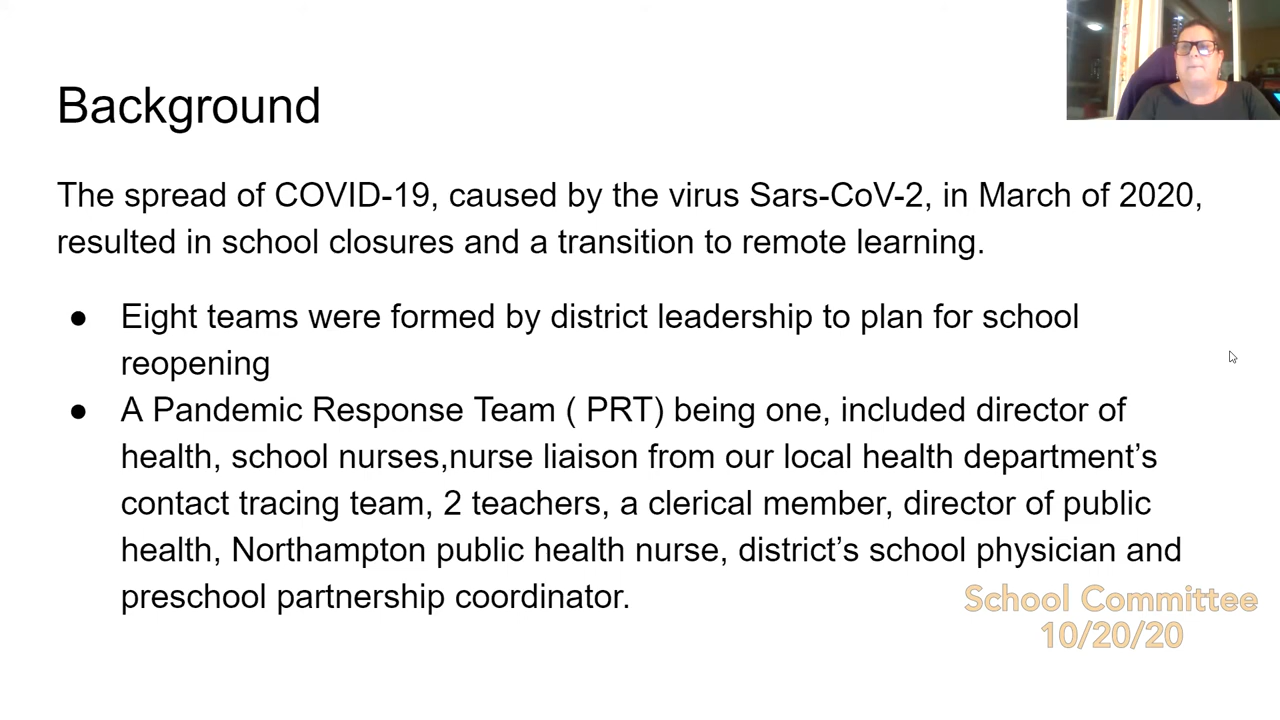 Background
The spread of COVID-19, caused by the virus Sars-CoV-2, in March of 2020,
resulted in school closures and a transition to remote learning.
● Eight teams were formed by district leadership to plan for school
reopening
● A Pandemic Response Team ( PRT) being one, included director of
health, school nurses,nurse liaison from our local health department’s
contact tracing team, 2 teachers, a clerical member, director of public
health, Northampton public health nurse, district’s school physician and
preschool partnership coordinator.
School Committee
10/20/20